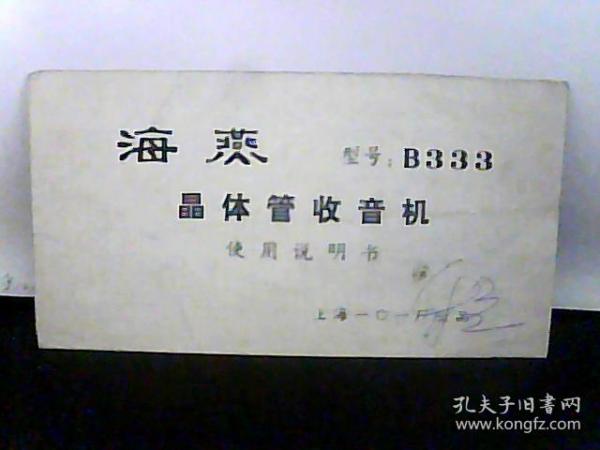 海燕 型号：B333
晶体管收音机
使用说明书
上海一〇一厂
孔夫子旧書网
www.kongfz.com